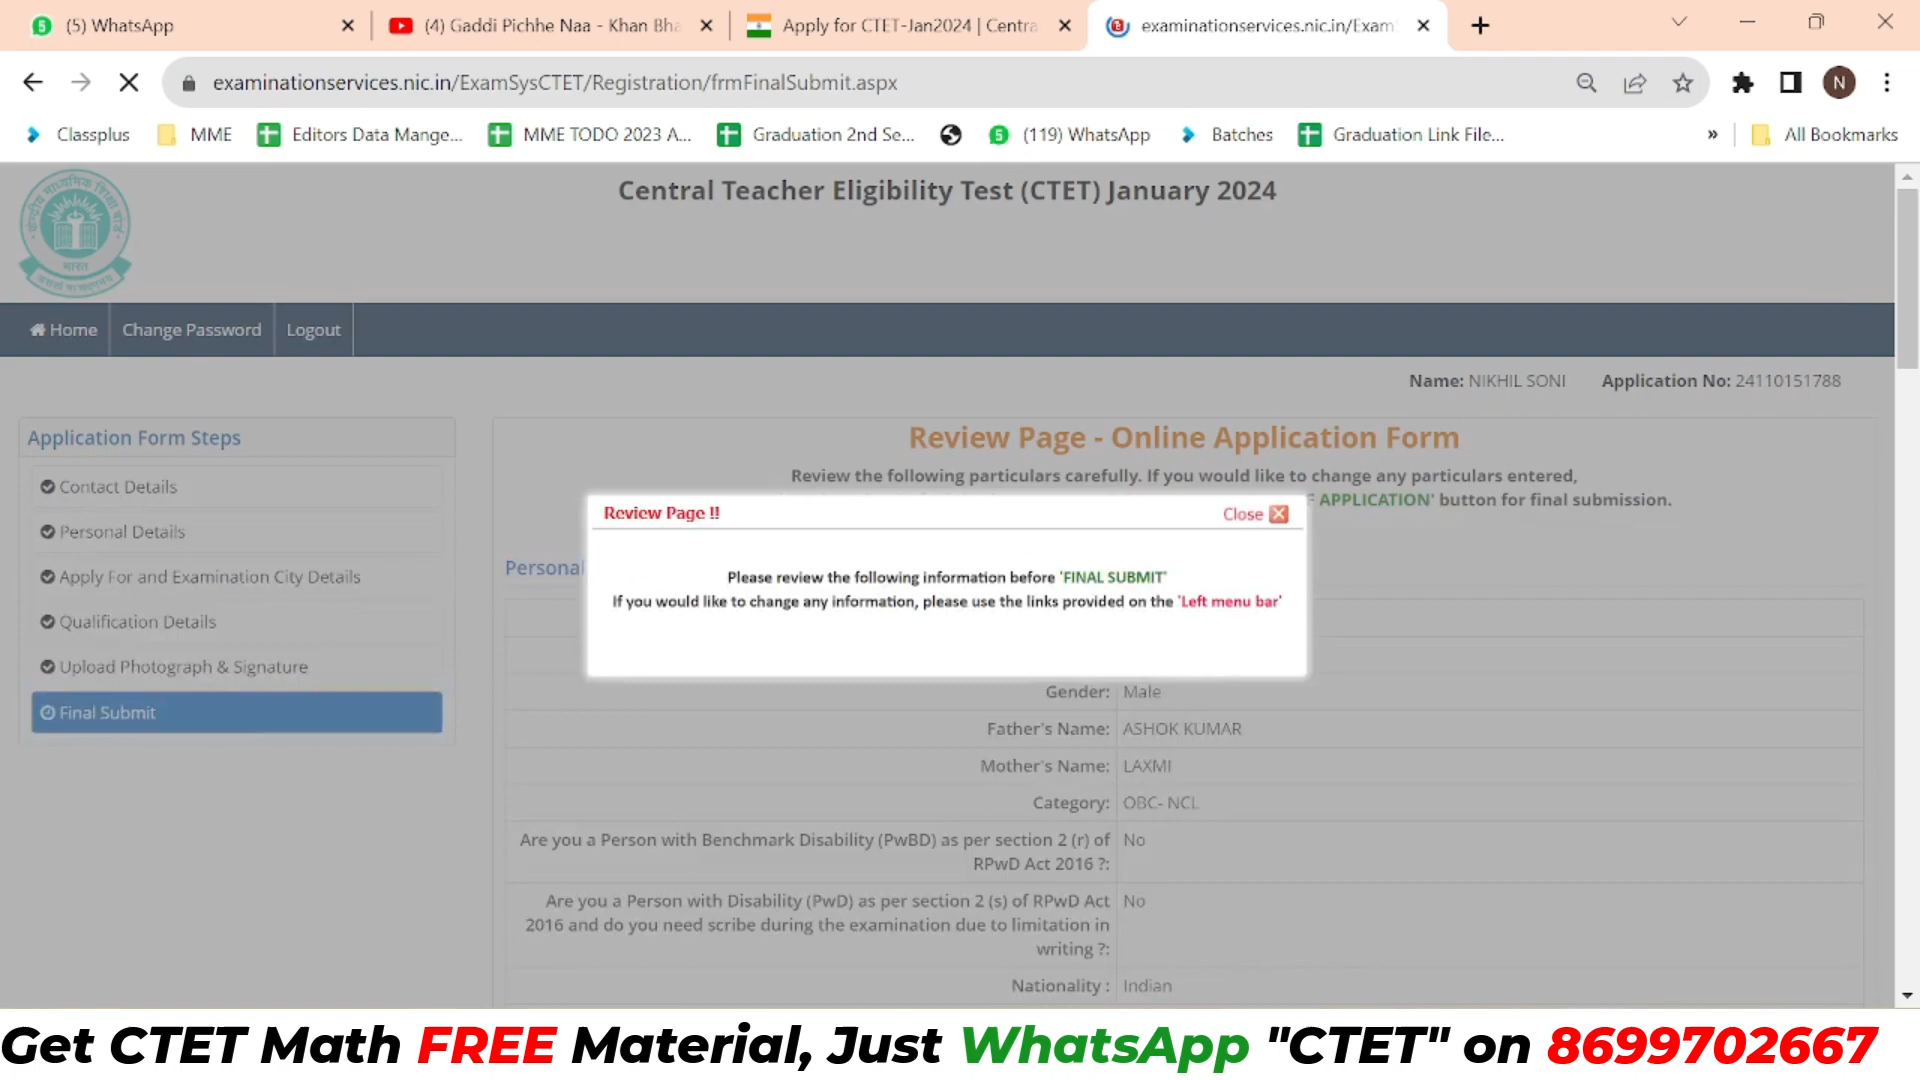 (5) WhatsApp
(4) Gaddi Pichhe Naa - Khan Bha
Apply for CTET-Jan2024 | Centra
examinationservices.nic.in/Exam
examinationservices.nic.in/ExamSysCTET/Registration/frmFinalSubmit.aspx
N
Classplus
MME
Editors Data Mange...
MME TODO 2023 A...
Graduation 2nd Se...
(119) WhatsApp
Batches
Graduation Link File...
»
All Bookmarks
Central Teacher Eligibility Test (CTET) January 2024
भारत
Home
Change Password
Logout
Name: NIKHIL SONI
Application No: 24110151788
Application Form Steps
Contact Details
Personal Details
Apply For and Examination City Details
Qualification Details
Upload Photograph & Signature
Final Submit
Review Page - Online Application Form
Review the following particulars carefully. If you would like to change any particulars entered,
APPLICATION' button for final submission.
Review Page !!
Close
Please review the following information before 'FINAL SUBMIT'
If you would like to change any information, please use the links provided on the 'Left menu bar'
Personal
Gender: Male
Father's Name: ASHOK KUMAR
Mother's Name: LAXMI
Category: OBC- NCL
Are you a Person with Benchmark Disability (PwBD) as per section 2 (r) of No
RPwD Act 2016 ?:
Are you a Person with Disability (PwD) as per section 2 (s) of RPwD Act No
2016 and do you need scribe during the examination due to limitation in
writing ?:
Nationality : Indian
Get CTET Math FREE Material, Just WhatsApp "CTET" on 8699702667